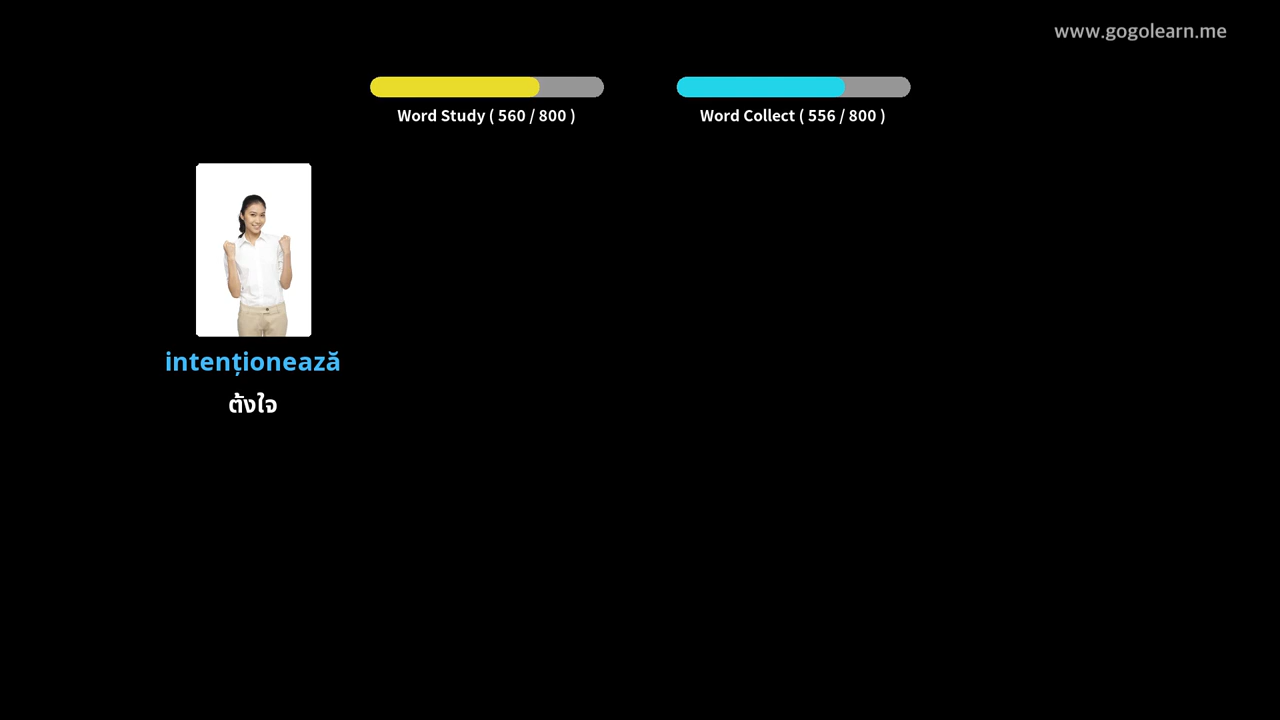 www.gogolearn.me
Word Study ( 560 / 800 )
Word Collect ( 556 / 800 )
intenționează
ตั้งใจ